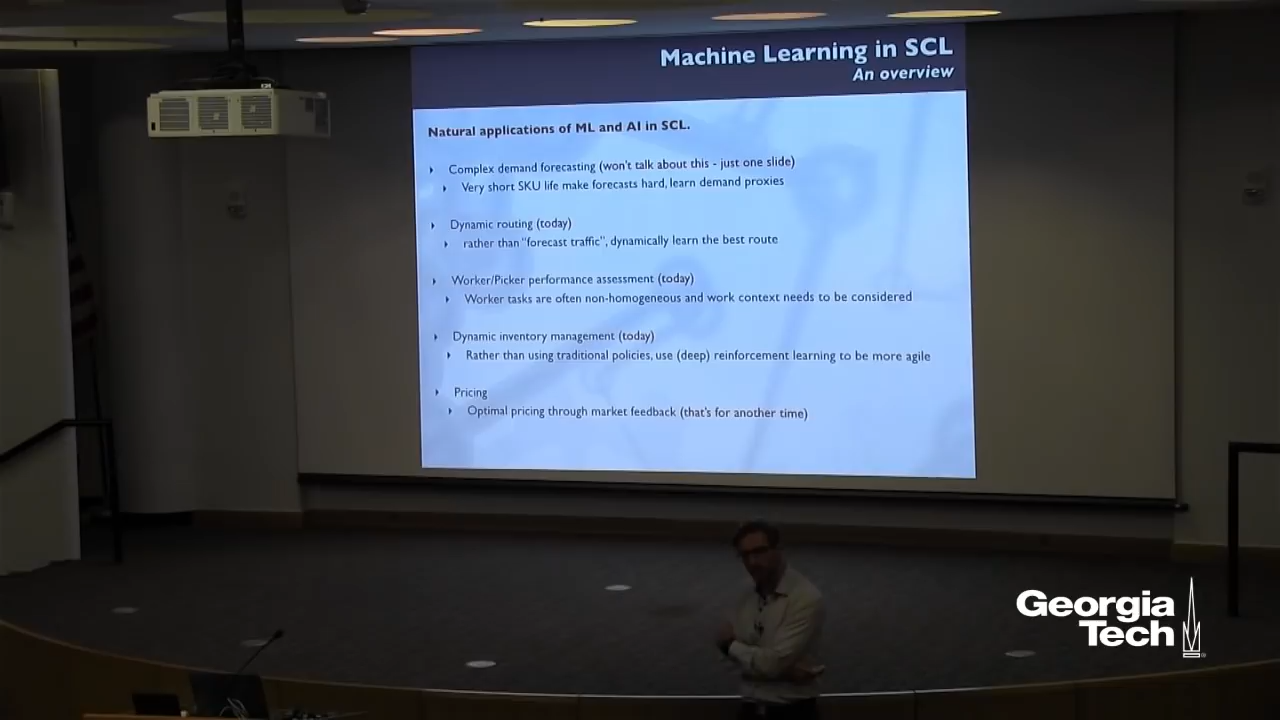 Machine Learning in SCL
An overview
Natural applications of ML and AI in SCL.
Complex demand forecasting (won't talk about this - just one slide)
Very short SKU life make forecasts hard, learn demand proxies
Dynamic routing (today)
rather than "forecast traffic", dynamically learn the best route
Worker/Picker performance assessment (today)
Worker tasks are often non-homogeneous and work context needs to be considered
Dynamic inventory management (today)
Rather than using traditional policies, use (deep) reinforcement learning to be more agile
Pricing
Optimal pricing through market feedback (that's for another time)
Georgia
Tech